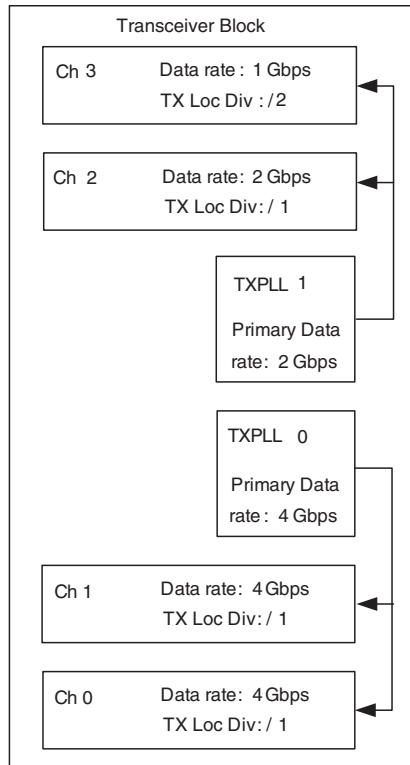 Transceiver Block
Ch 3 Data rate : 1 Gbps
TX Loc Div : /2
Ch 2 Data rate: 2 Gbps
TX Loc Div: / 1
TXPLL 1
Primary Data
rate: 2 Gbps
TXPLL 0
Primary Data
rate : 4 Gbps
Ch 1 Data rate: 4 Gbps
TX Loc Div: / 1
Ch 0 Data rate: 4 Gbps
TX Loc Div: / 1